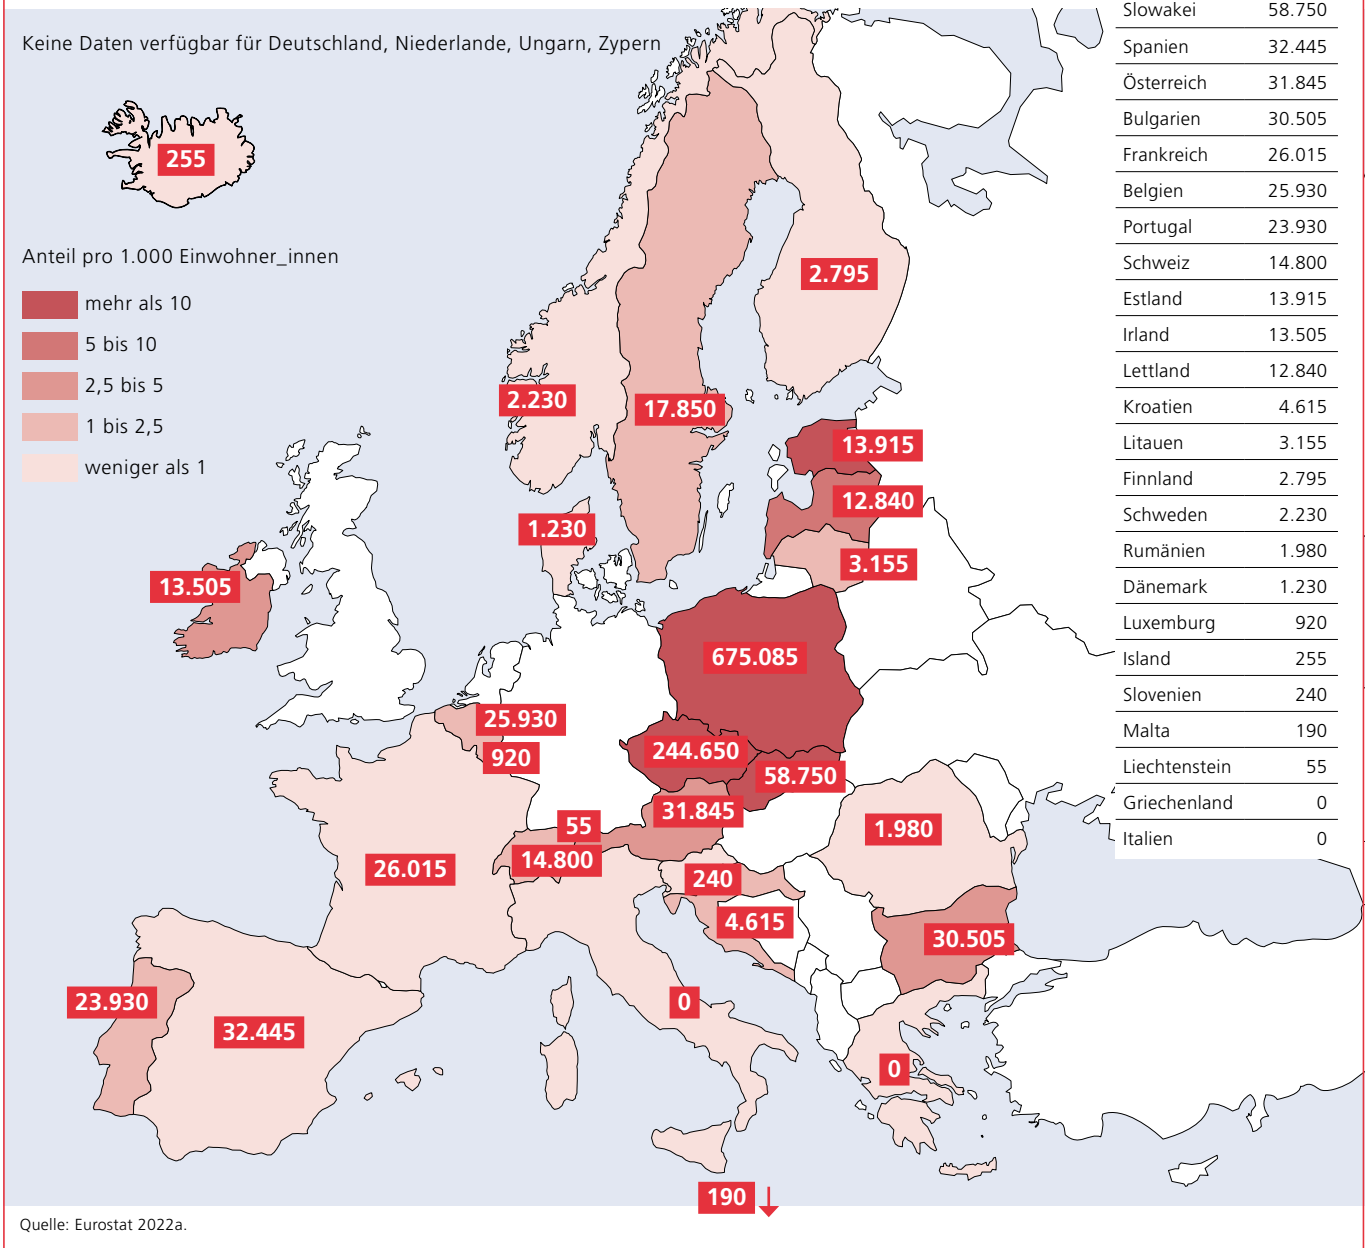 Keine Daten verfügbar für Deutschland, Niederlande, Ungarn, Zypern
255
Anteil pro 1.000 Einwohner_innen
mehr als 10
5 bis 10
2,5 bis 5
1 bis 2,5
weniger als 1
2.795
2.230
17.850
13.915
12.840
1.230
3.155
13.505
675.085
25.930
920
244.650
58.750
31.845
55
1.980
14.800
26.015
240
4.615
30.505
23.930
0
32.445
0
190
Slowakei 58.750
Spanien 32.445
Österreich 31.845
Bulgarien 30.505
Frankreich 26.015
Belgien 25.930
Portugal 23.930
Schweiz 14.800
Estland 13.915
Irland 13.505
Lettland 12.840
Kroatien 4.615
Litauen 3.155
Finnland 2.795
Schweden 2.230
Rumänien 1.980
Dänemark 1.230
Luxemburg 920
Island 255
Slovenien 240
Malta 190
Liechtenstein 55
Griechenland 0
Italien 0
Quelle: Eurostat 2022a.